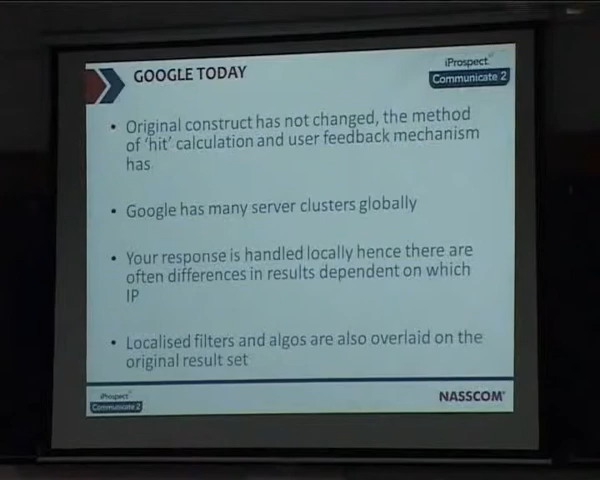 GOOGLE TODAY
iProspect
Communicate 2
• Original construct has not changed, the method
of 'hit' calculation and user feedback mechanism
has
• Google has many server clusters globally
• Your response is handled locally hence there are
often differences in results dependent on which
IP
• Localised filters and algos are also overlaid on the
original result set
iProspect
Communicate 2
NASSCOM®